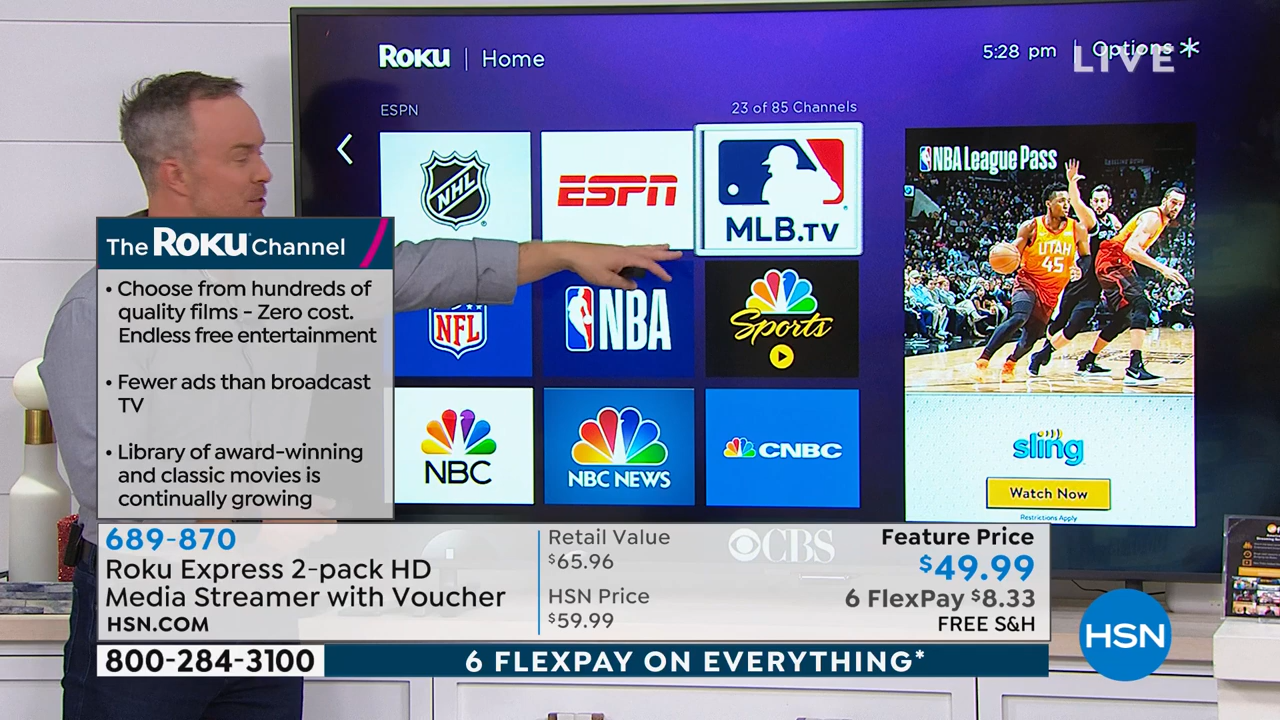 Roku | Home
5:28 pm | Options
LIVE
ESPN
23 of 85 Channels
NHL
ESPN
MLB.TV
NFL
NBA
Sports
NBC
NBC NEWS
CNBC
CBS
NBA League Pass
UTAH
45
sling
Watch Now
Restrictions Apply
The Roku Channel
• Choose from hundreds of
quality films - Zero cost.
Endless free entertainment
• Fewer ads than broadcast
TV
• Library of award-winning
and classic movies is
continually growing
689-870
Roku Express 2-pack HD
Media Streamer with Voucher
HSN.COM
Retail Value
$65.96
HSN Price
$59.99
Feature Price
$49.99
6 FlexPay $8.33
FREE S&H
HSN
800-284-3100
6 FLEXPAY ON EVERYTHING*